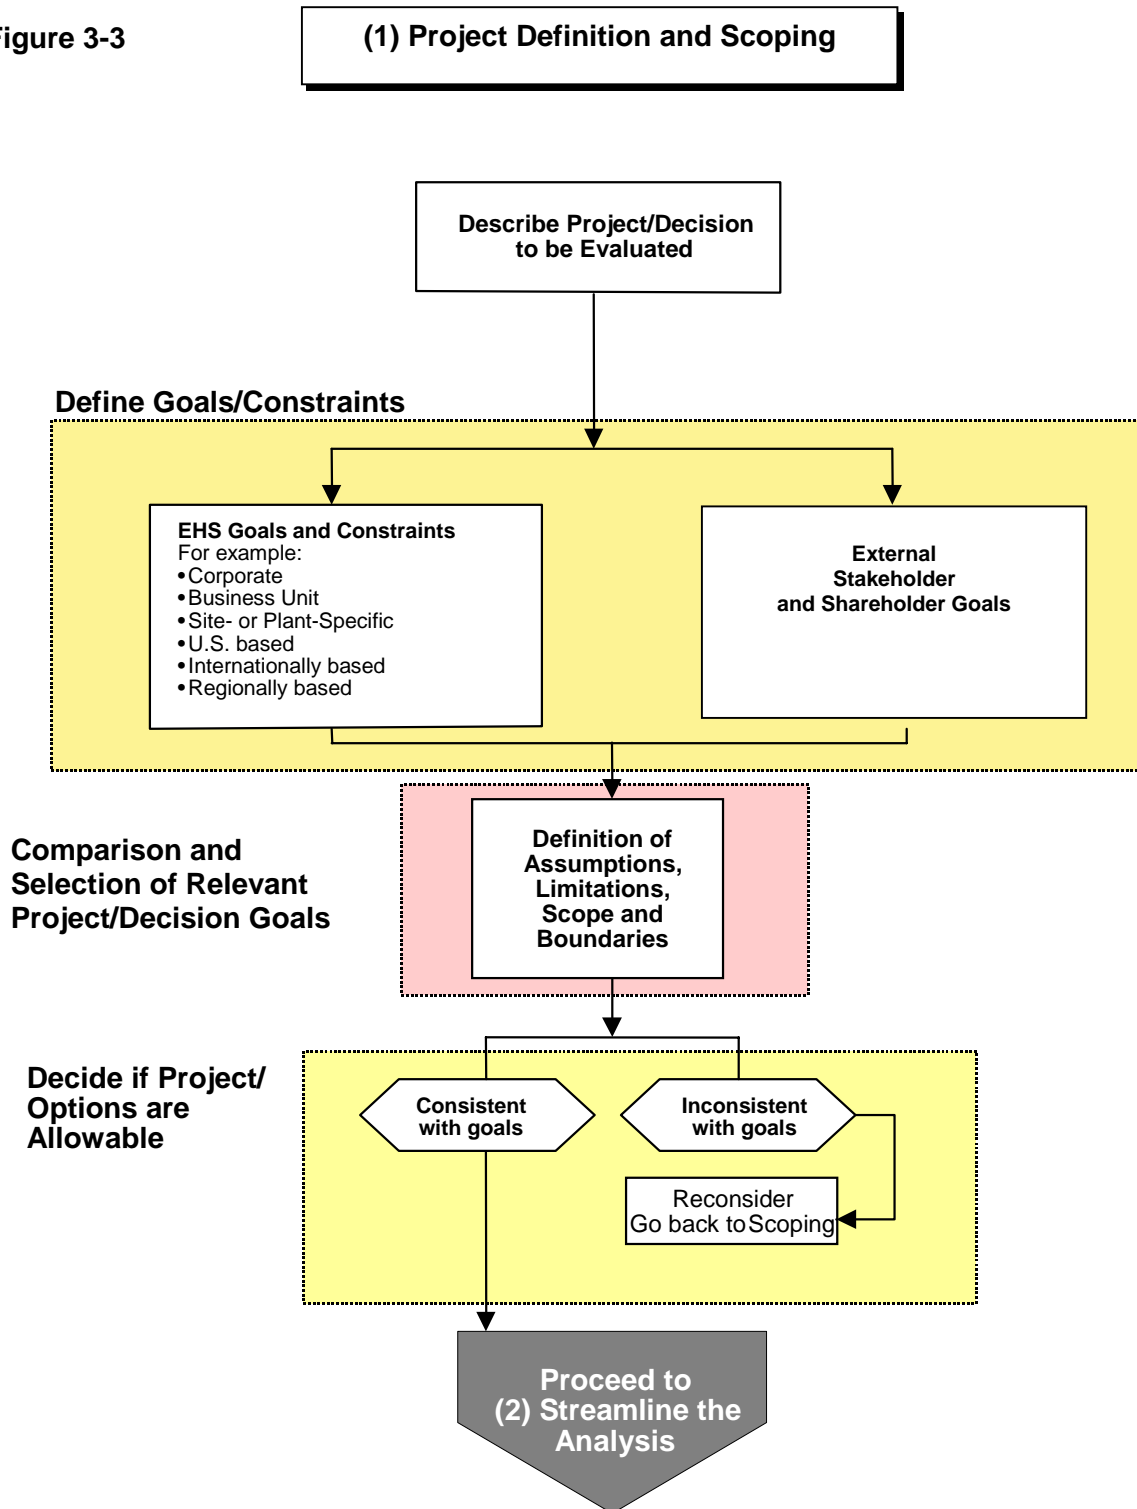 Figure 3-3
(1) Project Definition and Scoping
Describe Project/Decision
to be Evaluated
Define Goals/Constraints
EHS Goals and Constraints
For example:
•Corporate
•Business Unit
•Site- or Plant-Specific
•U.S. based
•Internationally based
•Regionally based
External
Stakeholder
and Shareholder Goals
Comparison and
Selection of Relevant
Project/Decision Goals
Definition of
Assumptions,
Limitations,
Scope and
Boundaries
Decide if Project/
Options are
Allowable
Consistent
with goals
Inconsistent
with goals
Reconsider
Go back to Scoping
Proceed to
(2) Streamline the
Analysis